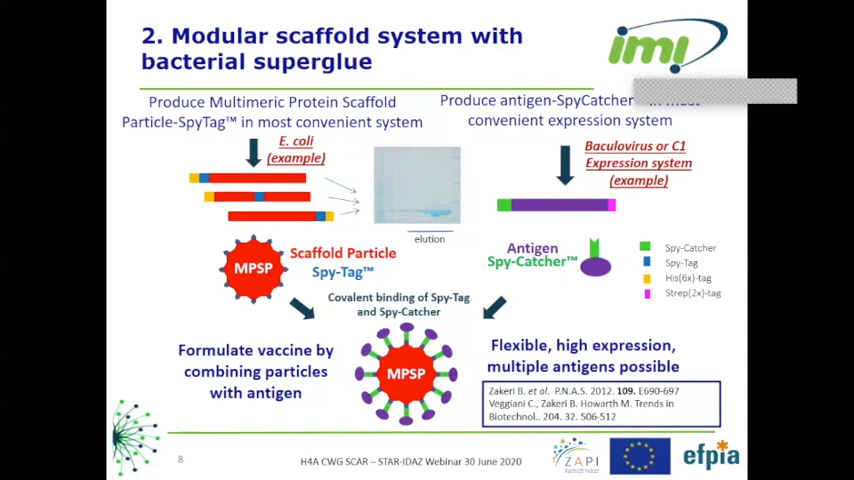 2. Modular scaffold system with
bacterial superglue
imi
Produce Multimeric Protein Scaffold
Particle-SpyTag™ in most convenient system
Produce antigen-SpyCatcher
convenient expression system
E. coli
(example)
Baculovirus or C1
Expression system
(example)
elution
MPSP
Scaffold Particle
Spy-Tag™
Antigen
Spy-Catcher™
Spy-Catcher
Spy-Tag
His(6x)-tag
Strep(2x)-tag
Covalent binding of Spy-Tag
and Spy-Catcher
Formulate vaccine by
combining particles
with antigen
MPSP
Flexible, high expression,
multiple antigens possible
Zakeri B. et al. P.N.A.S. 2012. 109. E690-697
Veggiani C., Zakeri B. Howarth M. Trends in
Biotechnol.. 204. 32. 506-512
8
H4A CWG SCAR – STAR-IDAZ Webinar 30 June 2020
ZAPI
efpia